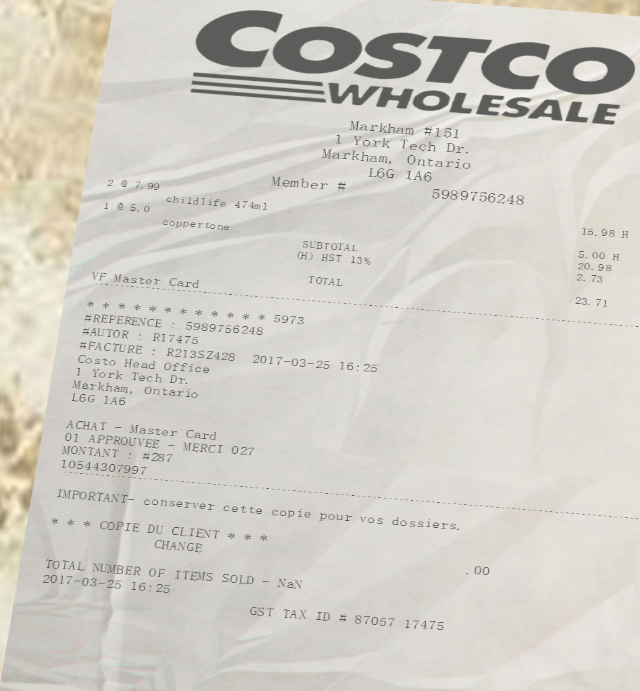 COSTCO
WHOLESALE
Markham #151
1 York Tech Dr.
Markham, Ontario
L6G 1A6
Member # 5989756248
2 @ 7.99
childlife 474ml 15.98 H
1 @ 5.0
coppertone 5.00 H
SUBTOTAL 20.98
(H) HST 13% 2.73
TOTAL 23.71
VF Master Card
* * * * * * * * * * * * 5973
#REFERENCE : 5989756248
#AUTOR : R17475
#FACTURE : R213SZ428 2017-03-25 16:25
Costo Head Office
1 York Tech Dr.
Markham, Ontario
L6G 1A6
ACHAT - Master Card
01 APPROUVEE - MERCI 027
MONTANT : #287
10544307997
IMPORTANT- conserver cette copie pour vos dossiers.
* * * COPIE DU CLIENT * * *
CHANGE .00
TOTAL NUMBER OF ITEMS SOLD - NaN
2017-03-25 16:25
GST TAX ID # 87057 17475